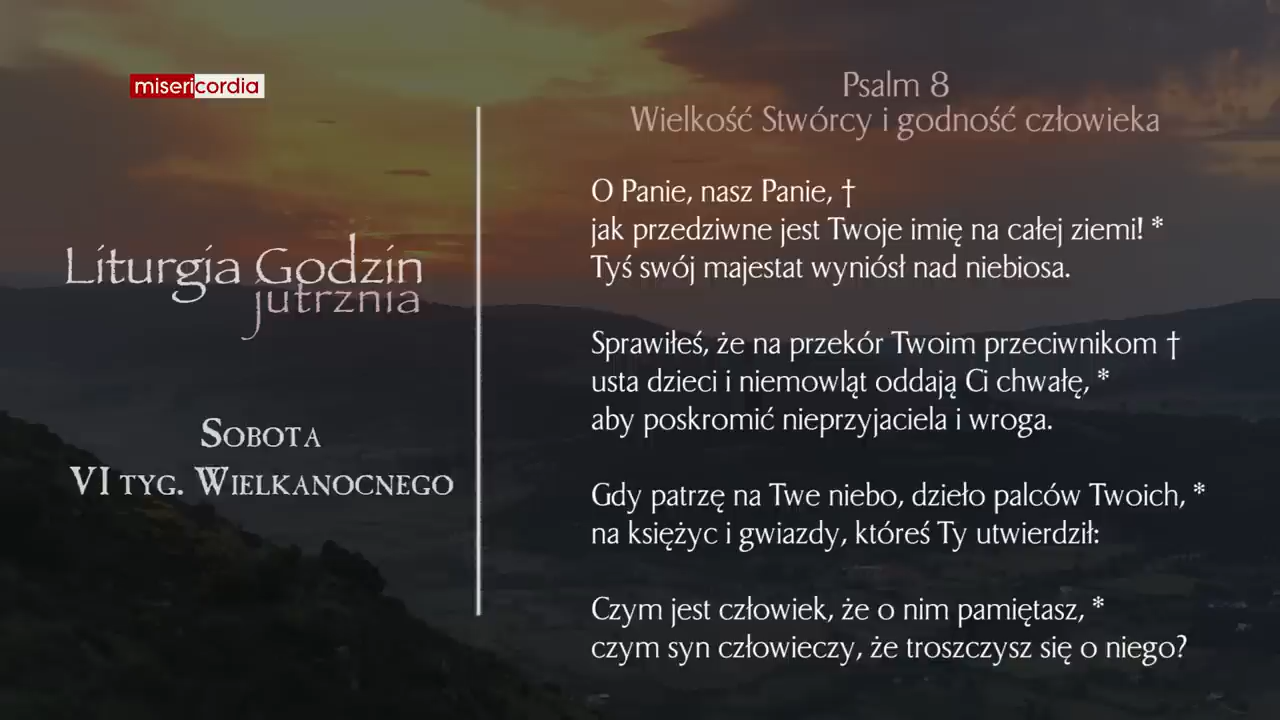 misericordia
Liturgia Godzin
jutrznia
Sobota
VI tyg. Wielkanocnego
Psalm 8
Wielkość Stwórcy i godność człowieka
O Panie, nasz Panie, †
jak przedziwne jest Twoje imię na całej ziemi! *
Tyś swój majestat wyniósł nad niebiosa.
Sprawiłeś, że na przekór Twoim przeciwnikom †
usta dzieci i niemowląt oddają Ci chwałę, *
aby poskromić nieprzyjaciela i wroga.
Gdy patrzę na Twe niebo, dzieło palców Twoich, *
na księżyc i gwiazdy, któreś Ty utwierdził:
Czym jest człowiek, że o nim pamiętasz, *
czym syn człowieczy, że troszczysz się o niego?